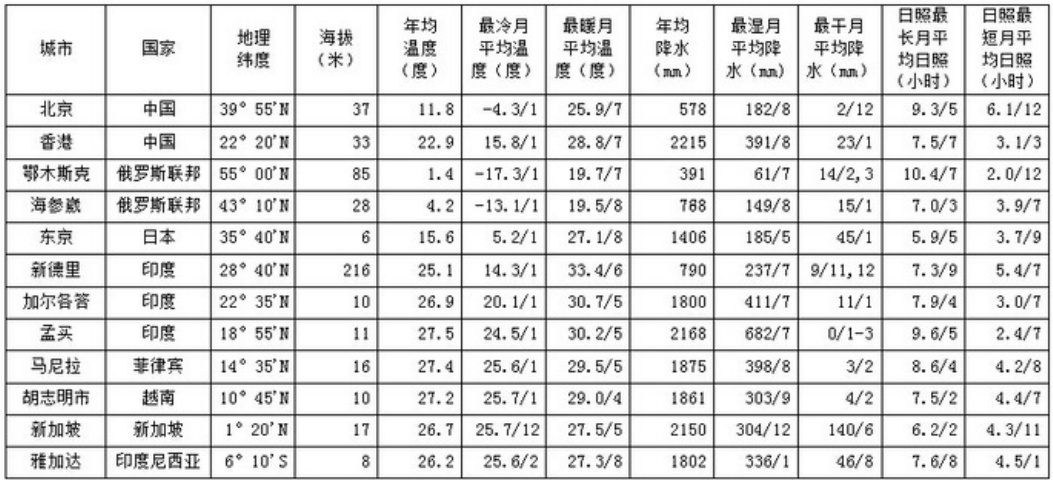 城市 国家 地理纬度 海拔（米） 年均温度（度） 最冷月平均温度（度） 最暖月平均温度（度） 年均降水（mm） 最湿月平均降水（mm） 最干月平均降水（mm） 日照最长月平均日照（小时） 日照最短月平均日照（小时）
北京 中国 39° 55'N 37 11.8 -4.3/1 25.9/7 578 182/8 2/12 9.3/5 6.1/12
香港 中国 22° 20'N 33 22.9 15.8/1 28.8/7 2215 391/8 23/1 7.5/7 3.1/3
鄂木斯克 俄罗斯联邦 55° 00'N 85 1.4 -17.3/1 19.7/7 391 61/7 14/2,3 10.4/7 2.0/12
海参崴 俄罗斯联邦 43° 10'N 28 4.2 -13.1/1 19.5/8 768 149/8 15/1 7.0/3 3.9/7
东京 日本 35° 40'N 6 15.6 5.2/1 27.1/8 1406 185/5 45/1 5.9/5 3.7/9
新德里 印度 28° 40'N 216 25.1 14.3/1 33.4/6 790 237/7 9/11,12 7.3/9 5.4/7
加尔各答 印度 22° 35'N 10 26.9 20.1/1 30.7/5 1800 411/7 11/1 7.9/4 3.0/7
孟买 印度 18° 55'N 11 27.5 24.5/1 30.2/5 2168 682/7 0/1-3 9.6/5 2.4/7
马尼拉 菲律宾 14° 35'N 16 27.4 25.6/1 29.5/5 1875 398/8 3/2 8.6/4 4.2/8
胡志明市 越南 10° 45'N 10 27.2 25.7/1 29.0/4 1861 303/9 4/2 7.5/2 4.4/7
新加坡 新加坡 1° 20'N 17 26.7 25.7/12 27.5/5 2150 304/12 140/6 6.2/2 4.3/11
雅加达 印度尼西亚 6° 10'S 8 26.2 25.6/2 27.3/8 1802 336/1 46/8 7.6/8 4.5/1